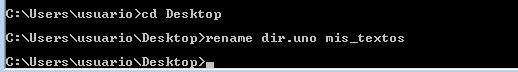 C:\Users\usuario>cd Desktop
C:\Users\usuario\Desktop>rename dir.uno mis_textos
C:\Users\usuario\Desktop>_